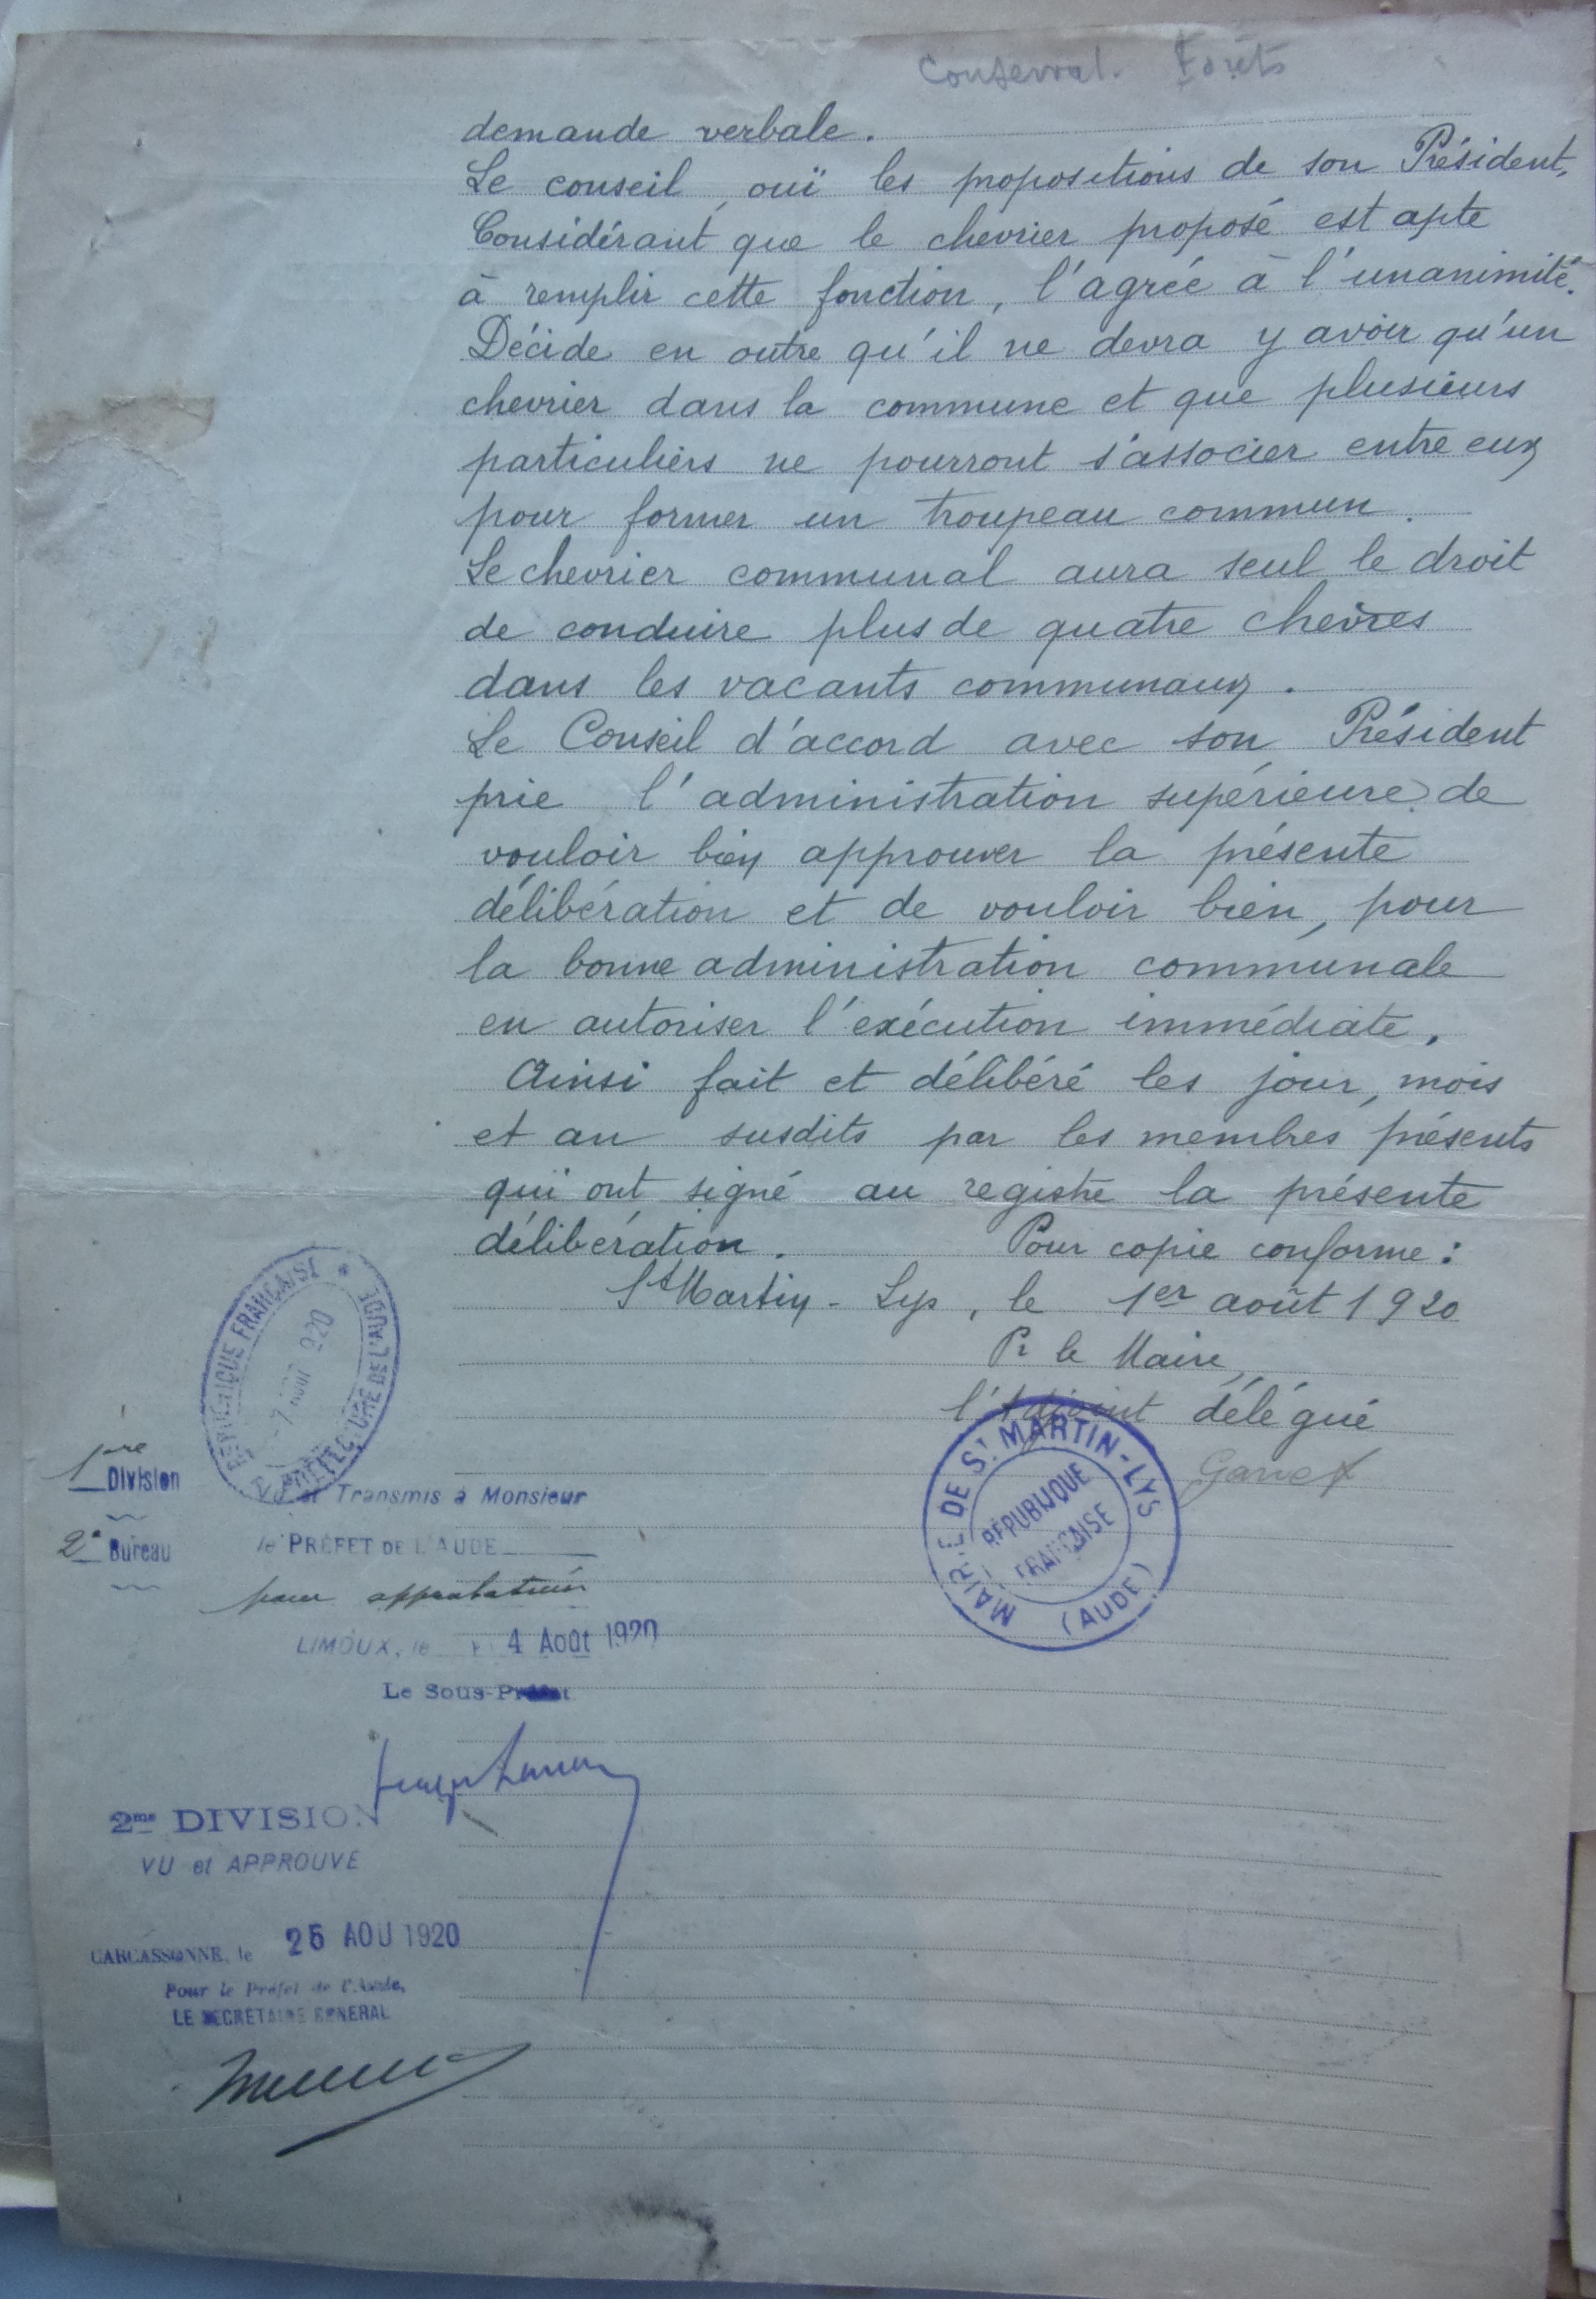 Conservat. Forêts
demande verbale.
Le conseil, ouï les propositions de son Président,
Considérant que le chevrier proposé est apte
à remplir cette fonction, l'agrée à l'unanimité.
Décide en outre qu'il ne devra y avoir qu'un
chevrier dans la commune et que plusieurs
particuliers ne pourront s'associer entre eux
pour former un troupeau commun.
Le chevrier communal aura seul le droit
de conduire plus de quatre chèvres
dans les vacants communaux.
Le Conseil d'accord avec son Président
prie l'administration supérieure de
vouloir bien approuver la présente
délibération et de vouloir bien, pour
la bonne administration communale
en autoriser l'exécution immédiate.
Ainsi fait et délibéré les jour, mois
et an susdits par les membres présents
qui ont signé au registre la présente
délibération. Pour copie conforme :
St Martin-Lys, le 1er août 1920
Pr le Maire,
l'Adjoint délégué
MAIRIE DE St MARTIN-LYS
RÉPUBLIQUE
FRANÇAISE
(AUDE)
RÉPUBLIQUE FRANÇAISE *
PRÉFECTURE DE L'AUDE
7 AOUT 920
1re Division
2e Bureau
VU et Transmis à Monsieur
le PRÉFET DE L'AUDE
pour approbation
LIMOUX, le 4 Août 1920
Le Sous-Préfet
2me DIVISION
VU et APPROUVÉ
CARCASSONNE, le 25 AOU 1920
Pour le Préfet de l'Aude,
LE SECRÉTAIRE GÉNÉRAL